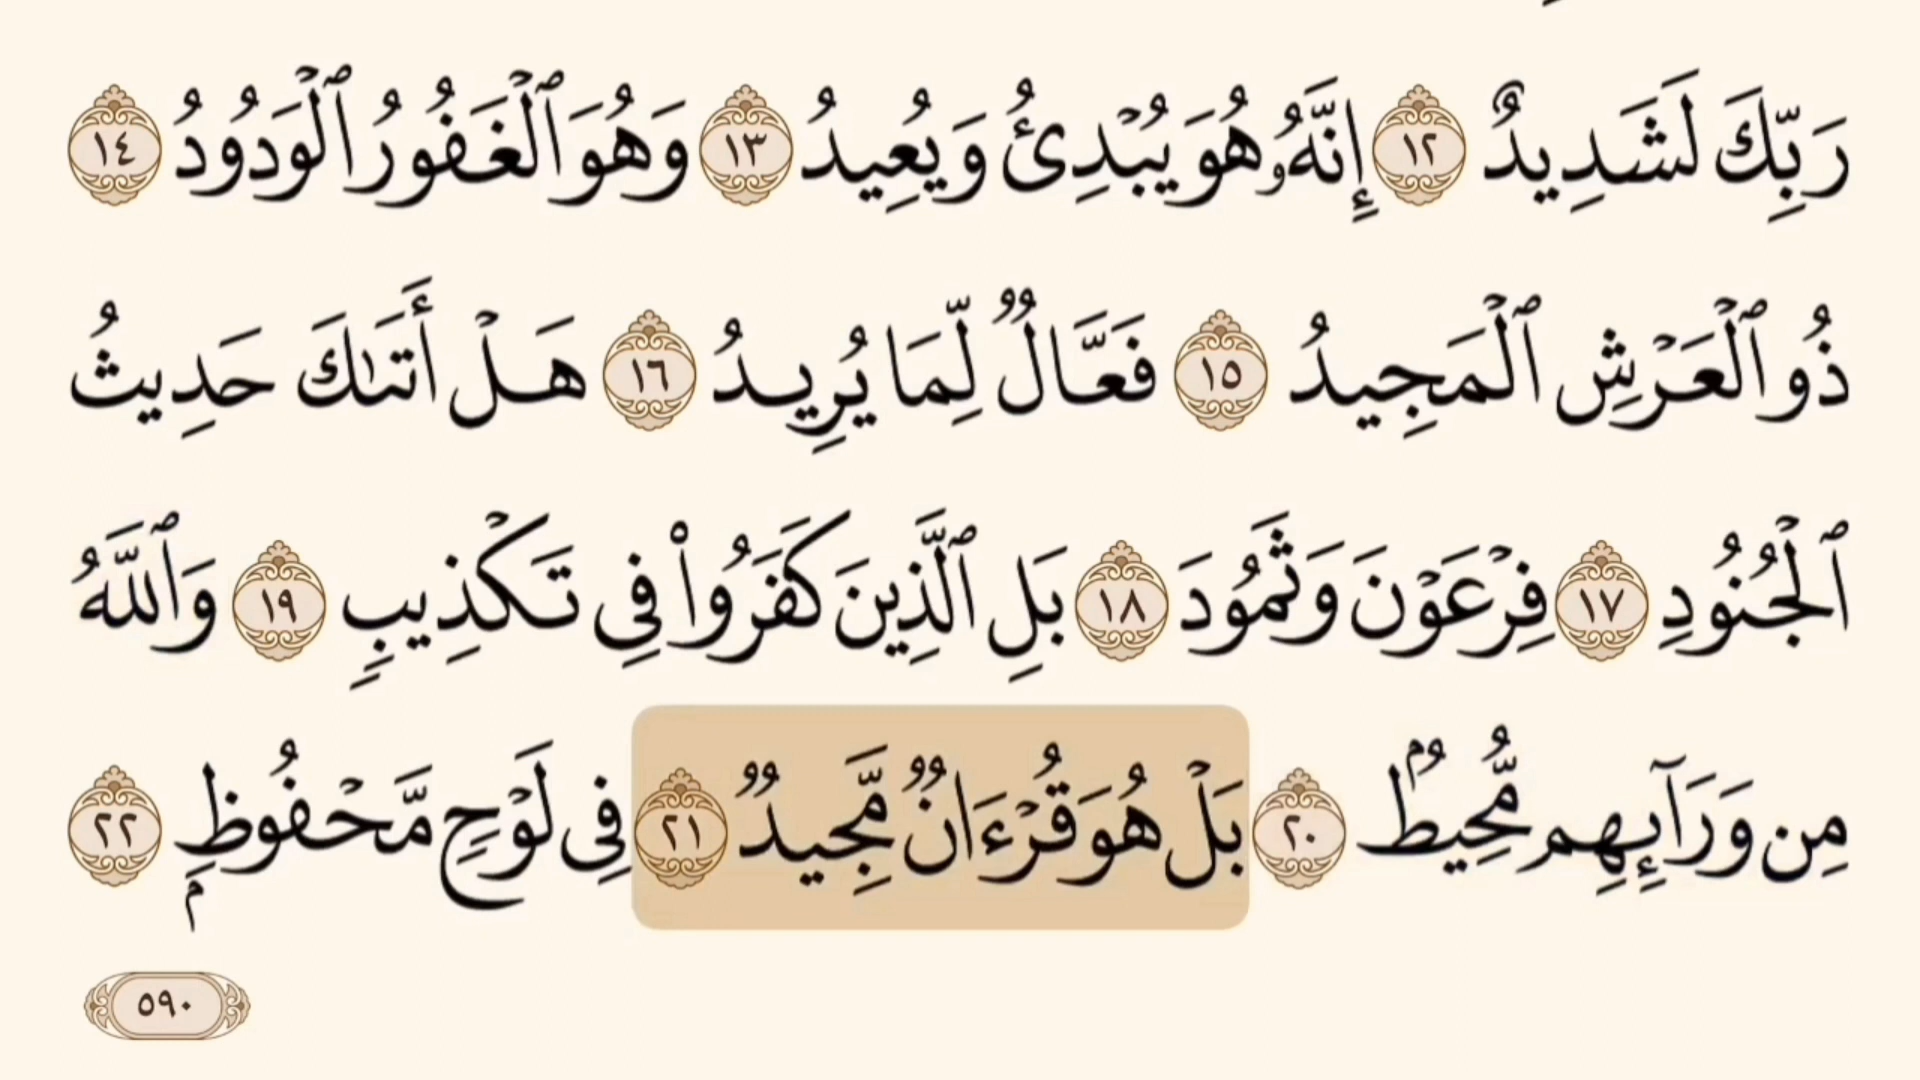 رَبِّكَ لَشَدِيدٌ ١٢ إِنَّهُۥ هُوَ يُبْدِئُ وَيُعِيدُ ١٣ وَهُوَ ٱلْغَفُورُ ٱلْوَدُودُ ١٤
ذُو ٱلْعَرْشِ ٱلْمَجِيدُ ١٥ فَعَّالٌ لِّمَا يُرِيدُ ١٦ هَلْ أَتَىٰكَ حَدِيثُ
ٱلْجُنُودِ ١٧ فِرْعَوْنَ وَثَمُودَ ١٨ بَلِ ٱلَّذِينَ كَفَرُوا۟ فِى تَكْذِيبٍ ١٩ وَٱللَّهُ
مِن وَرَآئِهِم مُّحِيطٌۢ ٢٠ بَلْ هُوَ قُرْءَانٌ مَّجِيدٌ ٢١ فِى لَوْحٍ مَّحْفُوظٍۭ ٢٢
٥٩٠